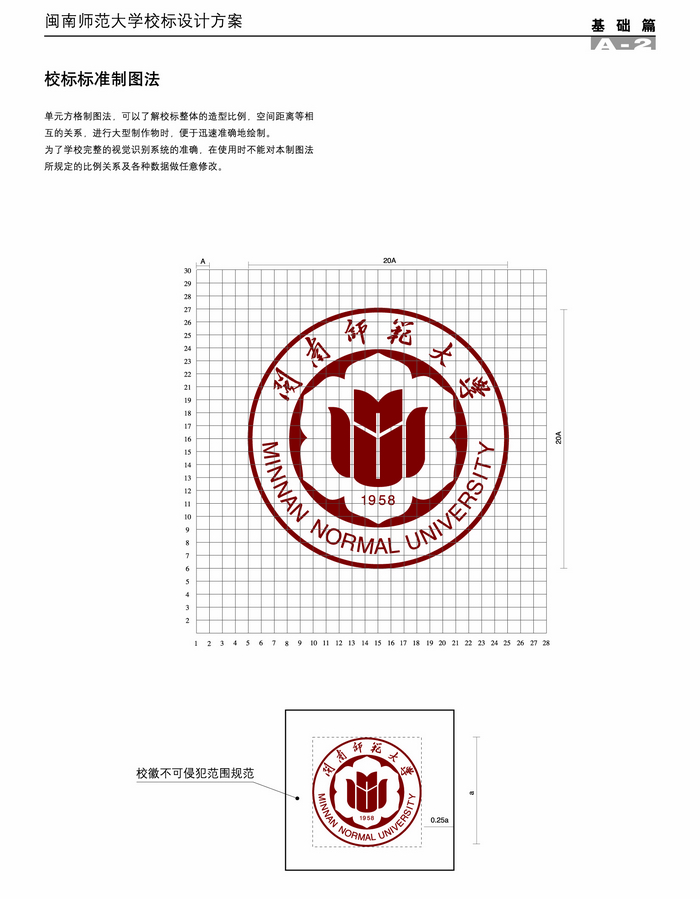 闽南师范大学校标设计方案
基 础 篇
A-2
校标标准制图法
单元方格制图法，可以了解校标整体的造型比例，空间距离等相
互的关系，进行大型制作物时，便于迅速准确地绘制。
为了学校完整的视觉识别系统的准确，在使用时不能对本制图法
所规定的比例关系及各种数据做任意修改。
A
20A
30
29
28
27
26
25
24
23
22
21
19
18
17
16
15
14
13
12
11
10
9
8
7
6
5
4
3
2
闽南師範大學
1958
MINNAN NORMAL UNIVERSITY
20A
1 2 3 4 5 6 7 8 9 10 11 12 13 14 15 16 17 18 19 20 21 22 23 24 25 26 27 28
校徽不可侵犯范围规范
闽南師範大學
1958
MINNAN NORMAL UNIVERSITY
a
0.25a